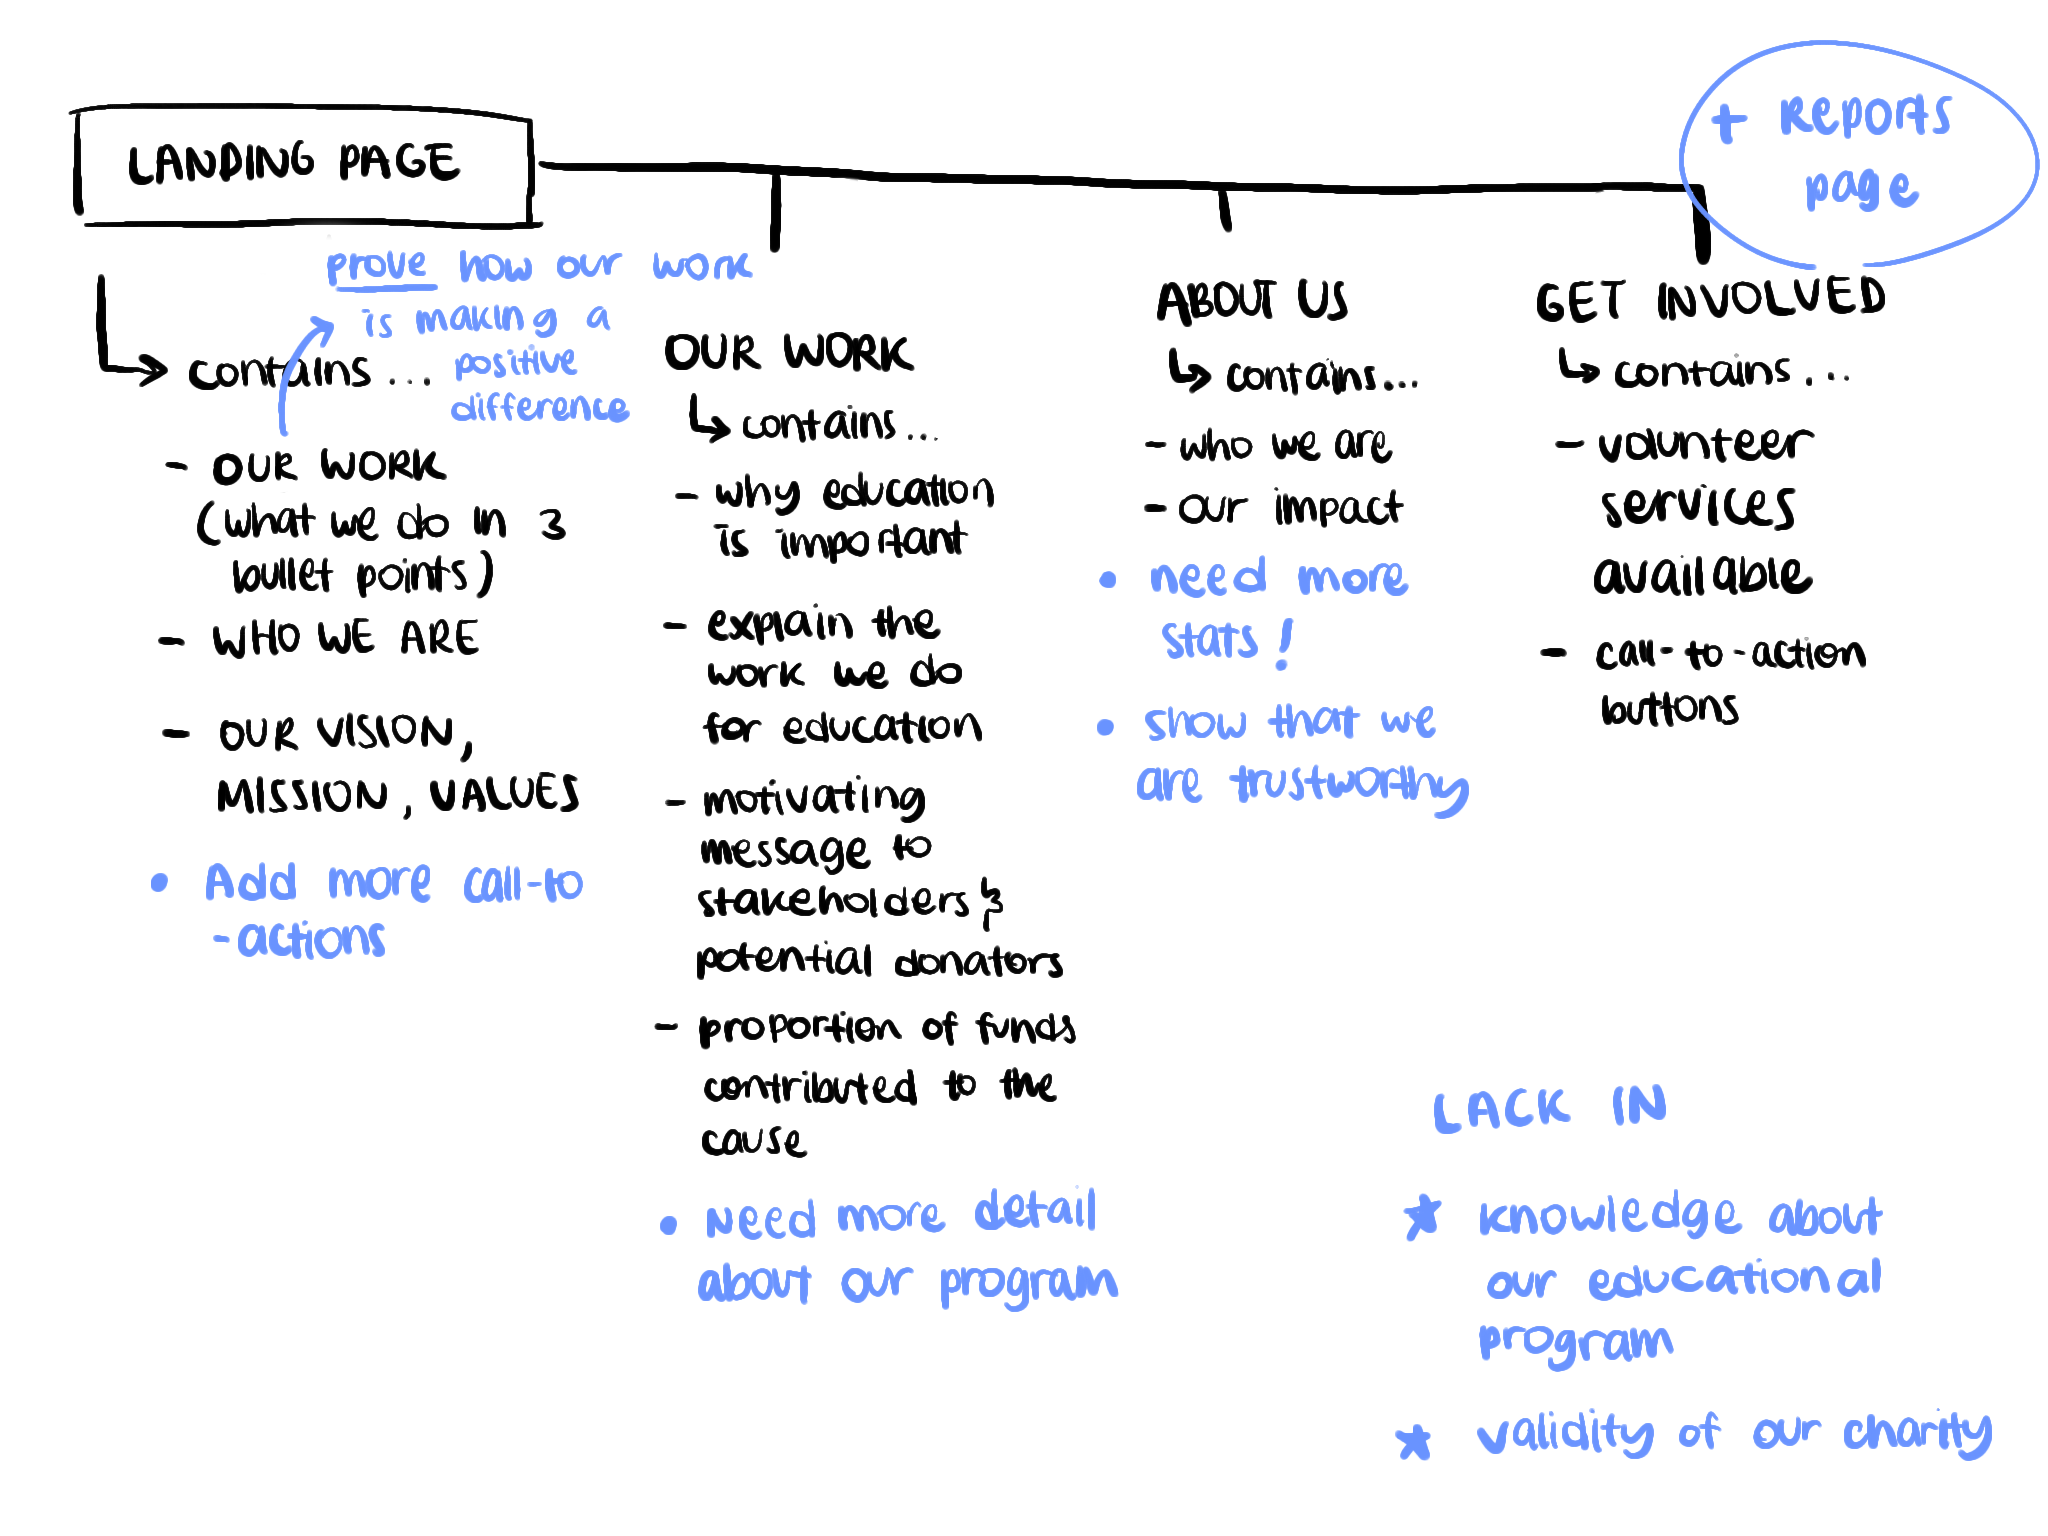 LANDING PAGE
+ Reports
page
prove how our work
is making a
positive
difference
contains ...
- OUR WORK
(what we do in 3
bullet points)
- WHO WE ARE
- OUR VISION,
MISSION, VALUES
• Add more call-to
-actions
OUR WORK
contains ...
- why education
is important
- explain the
work we do
for education
- motivating
message to
stakeholders &
potential donators
- proportion of funds
contributed to the
cause
• Need more detail
about our program
ABOUT US
contains...
- who we are
- our impact
• need more
stats!
• show that we
are trustworthy
GET INVOLVED
contains ...
- volunteer
services
available
- call-to-action
buttons
LACK IN
★ knowledge about
our educational
program
★ validity of our charity